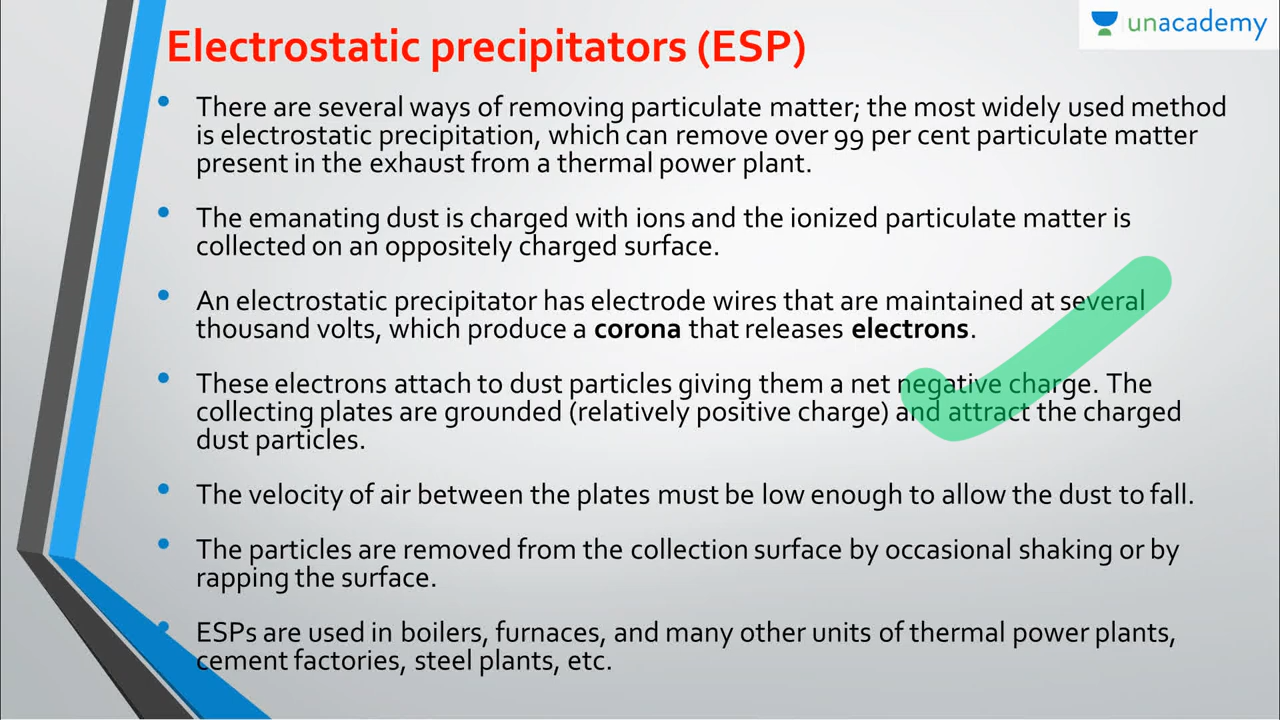 Electrostatic precipitators (ESP)
unacademy
• There are several ways of removing particulate matter; the most widely used method
is electrostatic precipitation, which can remove over 99 per cent particulate matter
present in the exhaust from a thermal power plant.
• The emanating dust is charged with ions and the ionized particulate matter is
collected on an oppositely charged surface.
• An electrostatic precipitator has electrode wires that are maintained at several
thousand volts, which produce a corona that releases electrons.
• These electrons attach to dust particles giving them a net negative charge. The
collecting plates are grounded (relatively positive charge) and attract the charged
dust particles.
• The velocity of air between the plates must be low enough to allow the dust to fall.
• The particles are removed from the collection surface by occasional shaking or by
rapping the surface.
• ESPs are used in boilers, furnaces, and many other units of thermal power plants,
cement factories, steel plants, etc.